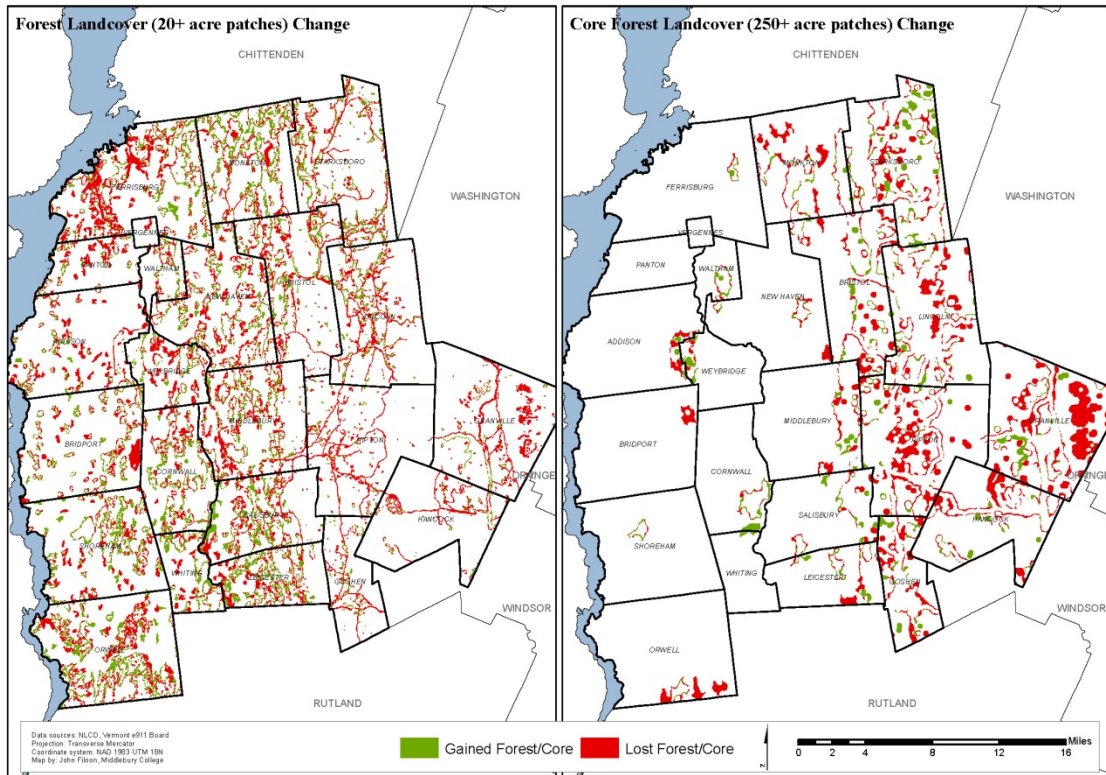 Forest Landcover (20+ acre patches) Change
CHITTENDEN
MONKTON
STARKSBORO
FERRISBURG
WASHINGTON
VERGENNES
PANTON
WALTHAM
NEW HAVEN
BRISTOL
LINCOLN
ADDISON
WEYBRIDGE
MIDDLEBURY
BRIDPORT
RIPTON
GRANVILLE
CORNWALL
ORANGE
SALISBURY
HANCOCK
SHOREHAM
WHITING
LEICESTER
GOSHEN
WINDSOR
ORWELL
RUTLAND
Core Forest Landcover (250+ acre patches) Change
CHITTENDEN
MONKTON
STARKSBORO
FERRISBURG
WASHINGTON
VERGENNES
PANTON
WALTHAM
NEW HAVEN
BRISTOL
LINCOLN
ADDISON
WEYBRIDGE
MIDDLEBURY
BRIDPORT
RIPTON
GRANVILLE
CORNWALL
ORANGE
SALISBURY
HANCOCK
SHOREHAM
WHITING
LEICESTER
GOSHEN
WINDSOR
ORWELL
RUTLAND
Data sources: NLCD, Vermont e911 Board
Projection: Transverse Mercator
Coordinate system: NAD 1983 UTM 18N
Map by: John Filson, Middlebury College
Gained Forest/Core
Lost Forest/Core
Z
Miles
0 2 4 8 12 16